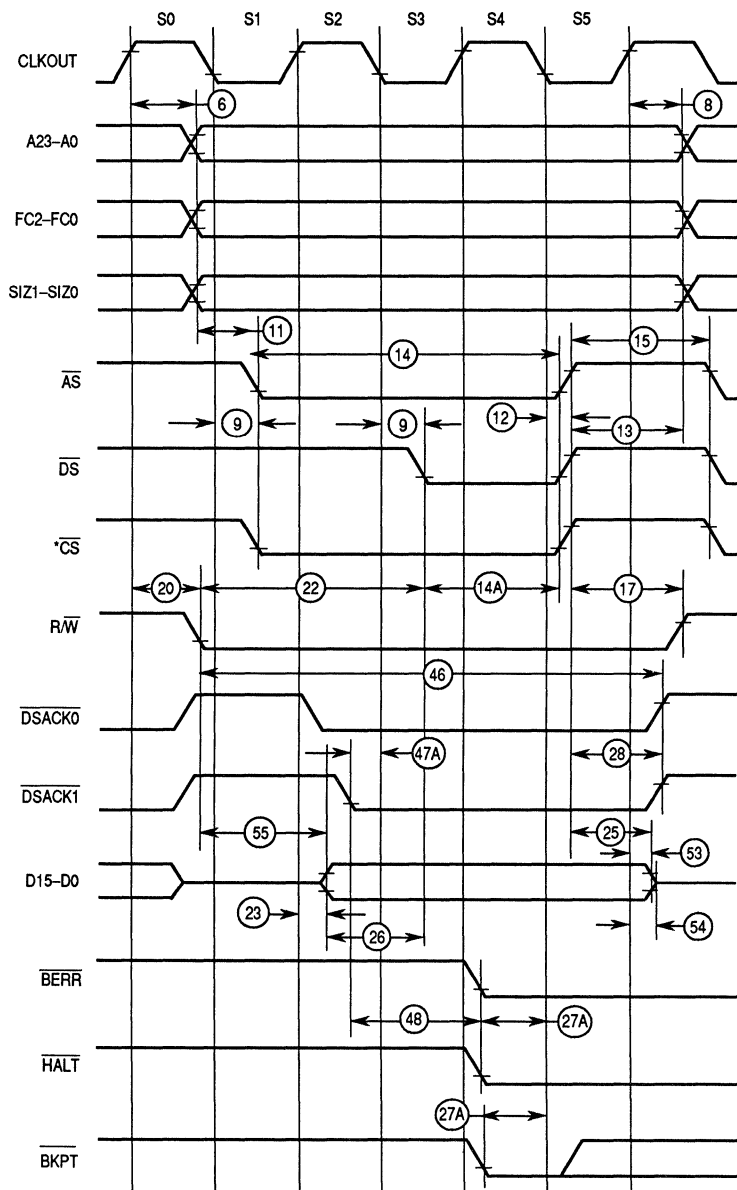 S0 S1 S2 S3 S4 S5
CLKOUT
6 8
A23–A0
FC2–FC0
SIZ1–SIZ0
11
14 15
AS
9 9 12 13
DS
*CS
20 22 14A 17
R/W
46
DSACK0
47A 28
DSACK1
55 25
53
D15–D0
23
26 54
BERR
48 27A
HALT
27A
BKPT